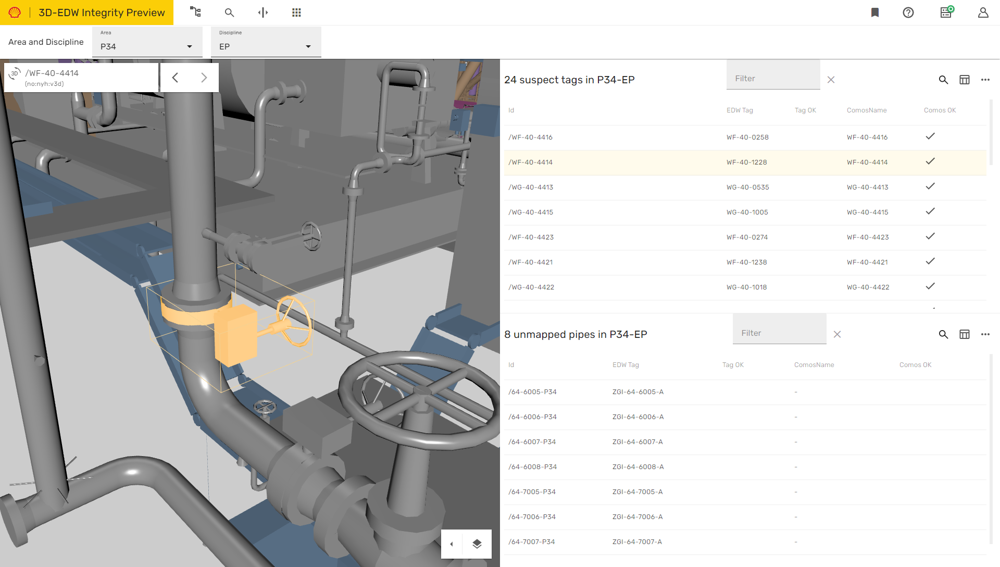 3D-EDW Integrity Preview
Area and Discipline
Area
P34
Discipline
EP
3D
/WF-40-4414
(no:nyh:v3d)
24 suspect tags in P34-EP
Filter
Id EDW Tag Tag OK ComosName Comos OK
/WF-40-4416 WF-40-0258 WF-40-4416
/WF-40-4414 WF-40-1228 WF-40-4414
/WG-40-4413 WG-40-0535 WG-40-4413
/WG-40-4415 WG-40-1005 WG-40-4415
/WF-40-4423 WF-40-0274 WF-40-4423
/WF-40-4421 WF-40-1238 WF-40-4421
/WG-40-4422 WG-40-1018 WG-40-4422
8 unmapped pipes in P34-EP
Filter
Id EDW Tag Tag OK ComosName Comos OK
/64-6005-P34 ZGI-64-6005-A -
/64-6006-P34 ZGI-64-6006-A -
/64-6007-P34 ZGI-64-6007-A -
/64-6008-P34 ZGI-64-6008-A -
/64-7005-P34 ZGI-64-7005-A -
/64-7006-P34 ZGI-64-7006-A -
/64-7007-P34 ZGI-64-7007-A -